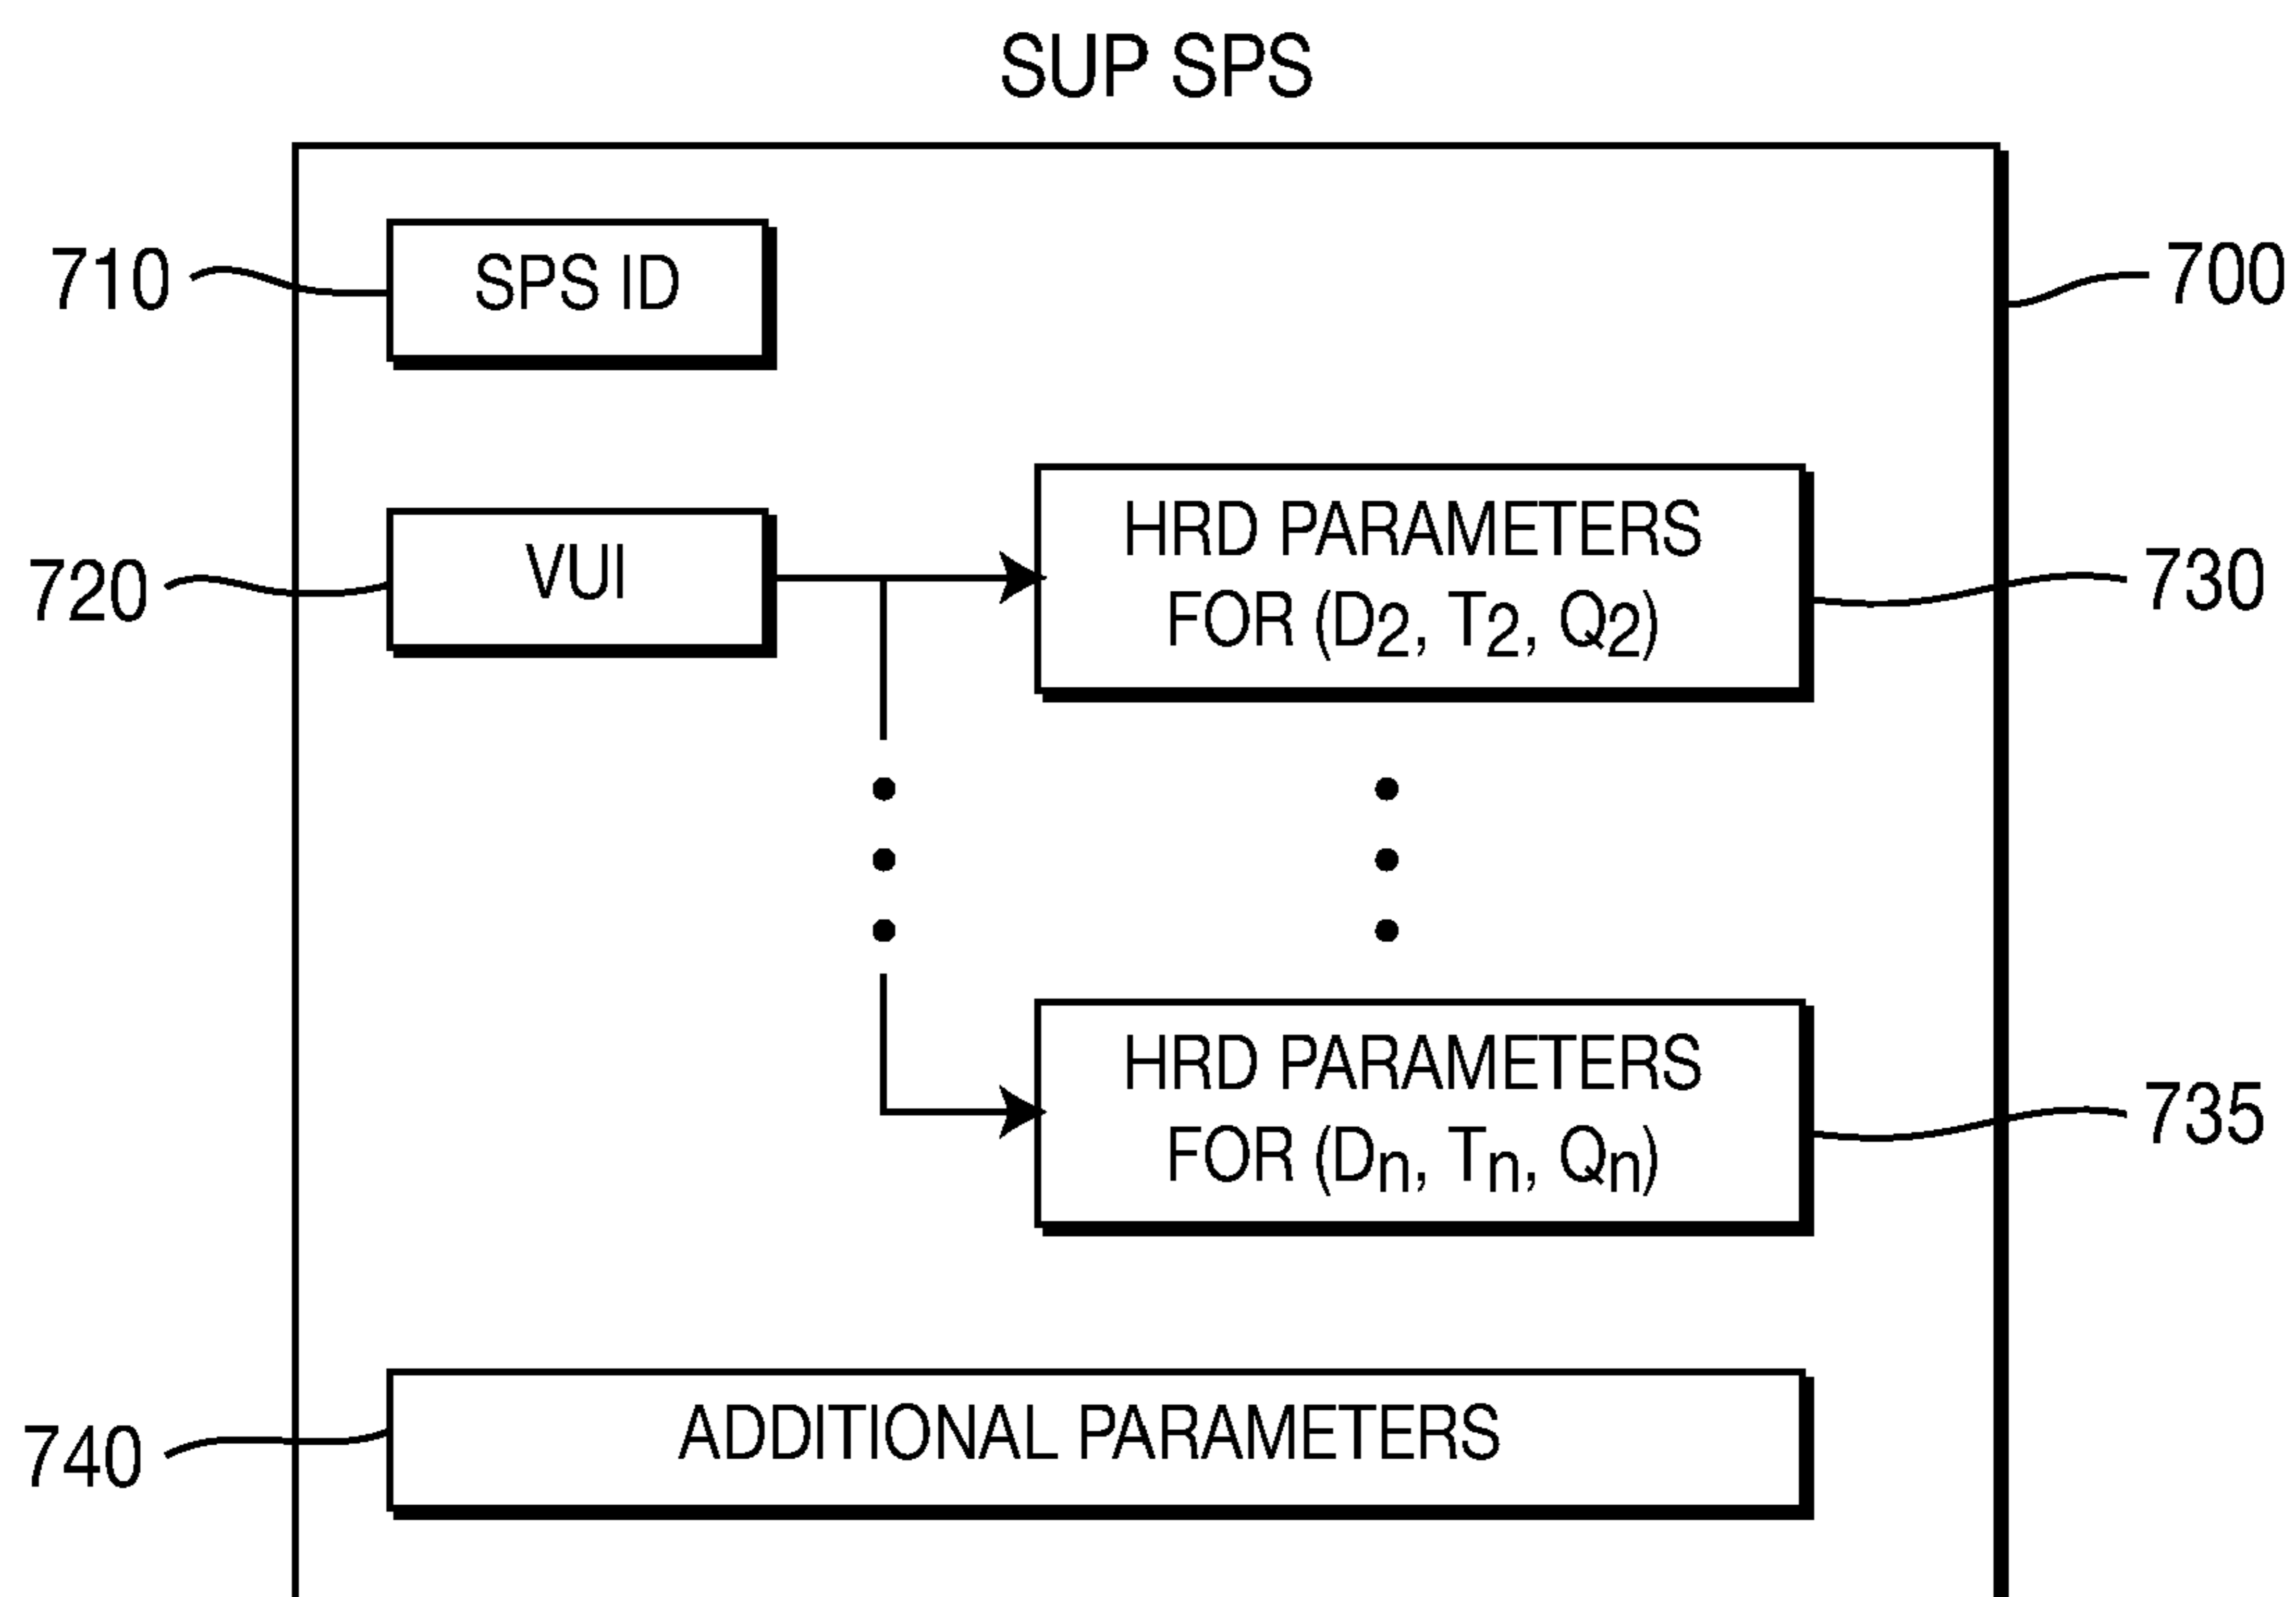 SUP SPS
710
SPS ID
700
720
VUI
HRD PARAMETERS
FOR (D2, T2, Q2)
730
HRD PARAMETERS
FOR (Dn, Tn, Qn)
735
740
ADDITIONAL PARAMETERS